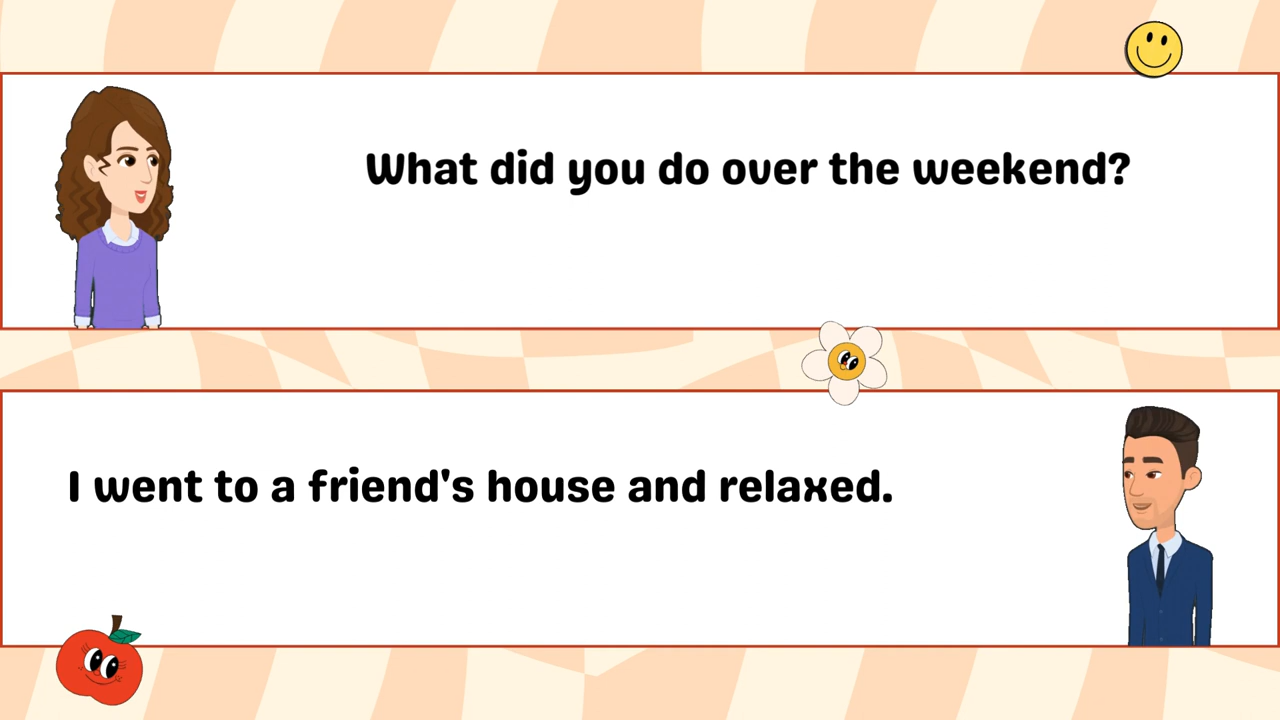 What did you do over the weekend?
I went to a friend's house and relaxed.